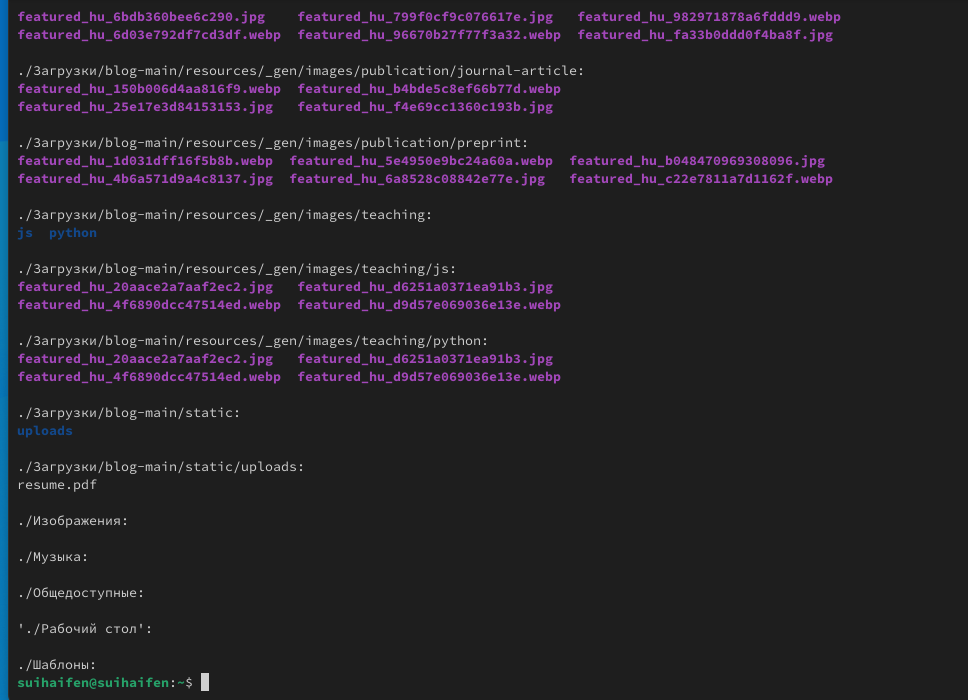 featured_hu_6bdb360bee6c290.jpg featured_hu_799f0cf9c076617e.jpg featured_hu_982971878a6fddd9.webp
featured_hu_6d03e792df7cd3df.webp featured_hu_96670b27f77f3a32.webp featured_hu_fa33b0ddd0f4ba8f.jpg
./Загрузки/blog-main/resources/_gen/images/publication/journal-article:
featured_hu_150b006d4aa816f9.webp featured_hu_b4bde5c8ef66b77d.webp
featured_hu_25e17e3d84153153.jpg featured_hu_f4e69cc1360c193b.jpg
./Загрузки/blog-main/resources/_gen/images/publication/preprint:
featured_hu_1d031dff16f5b8b.webp featured_hu_5e4950e9bc24a60a.webp featured_hu_b048470969308096.jpg
featured_hu_4b6a571d9a4c8137.jpg featured_hu_6a8528c08842e77e.jpg featured_hu_c22e7811a7d1162f.webp
./Загрузки/blog-main/resources/_gen/images/teaching:
js python
./Загрузки/blog-main/resources/_gen/images/teaching/js:
featured_hu_20aace2a7aaf2ec2.jpg featured_hu_d6251a0371ea91b3.jpg
featured_hu_4f6890dcc47514ed.webp featured_hu_d9d57e069036e13e.webp
./Загрузки/blog-main/resources/_gen/images/teaching/python:
featured_hu_20aace2a7aaf2ec2.jpg featured_hu_d6251a0371ea91b3.jpg
featured_hu_4f6890dcc47514ed.webp featured_hu_d9d57e069036e13e.webp
./Загрузки/blog-main/static:
uploads
./Загрузки/blog-main/static/uploads:
resume.pdf
./Изображения:
./Музыка:
./Общедоступные:
'./Рабочий стол':
./Шаблоны:
suihaifen@suihaifen:~$